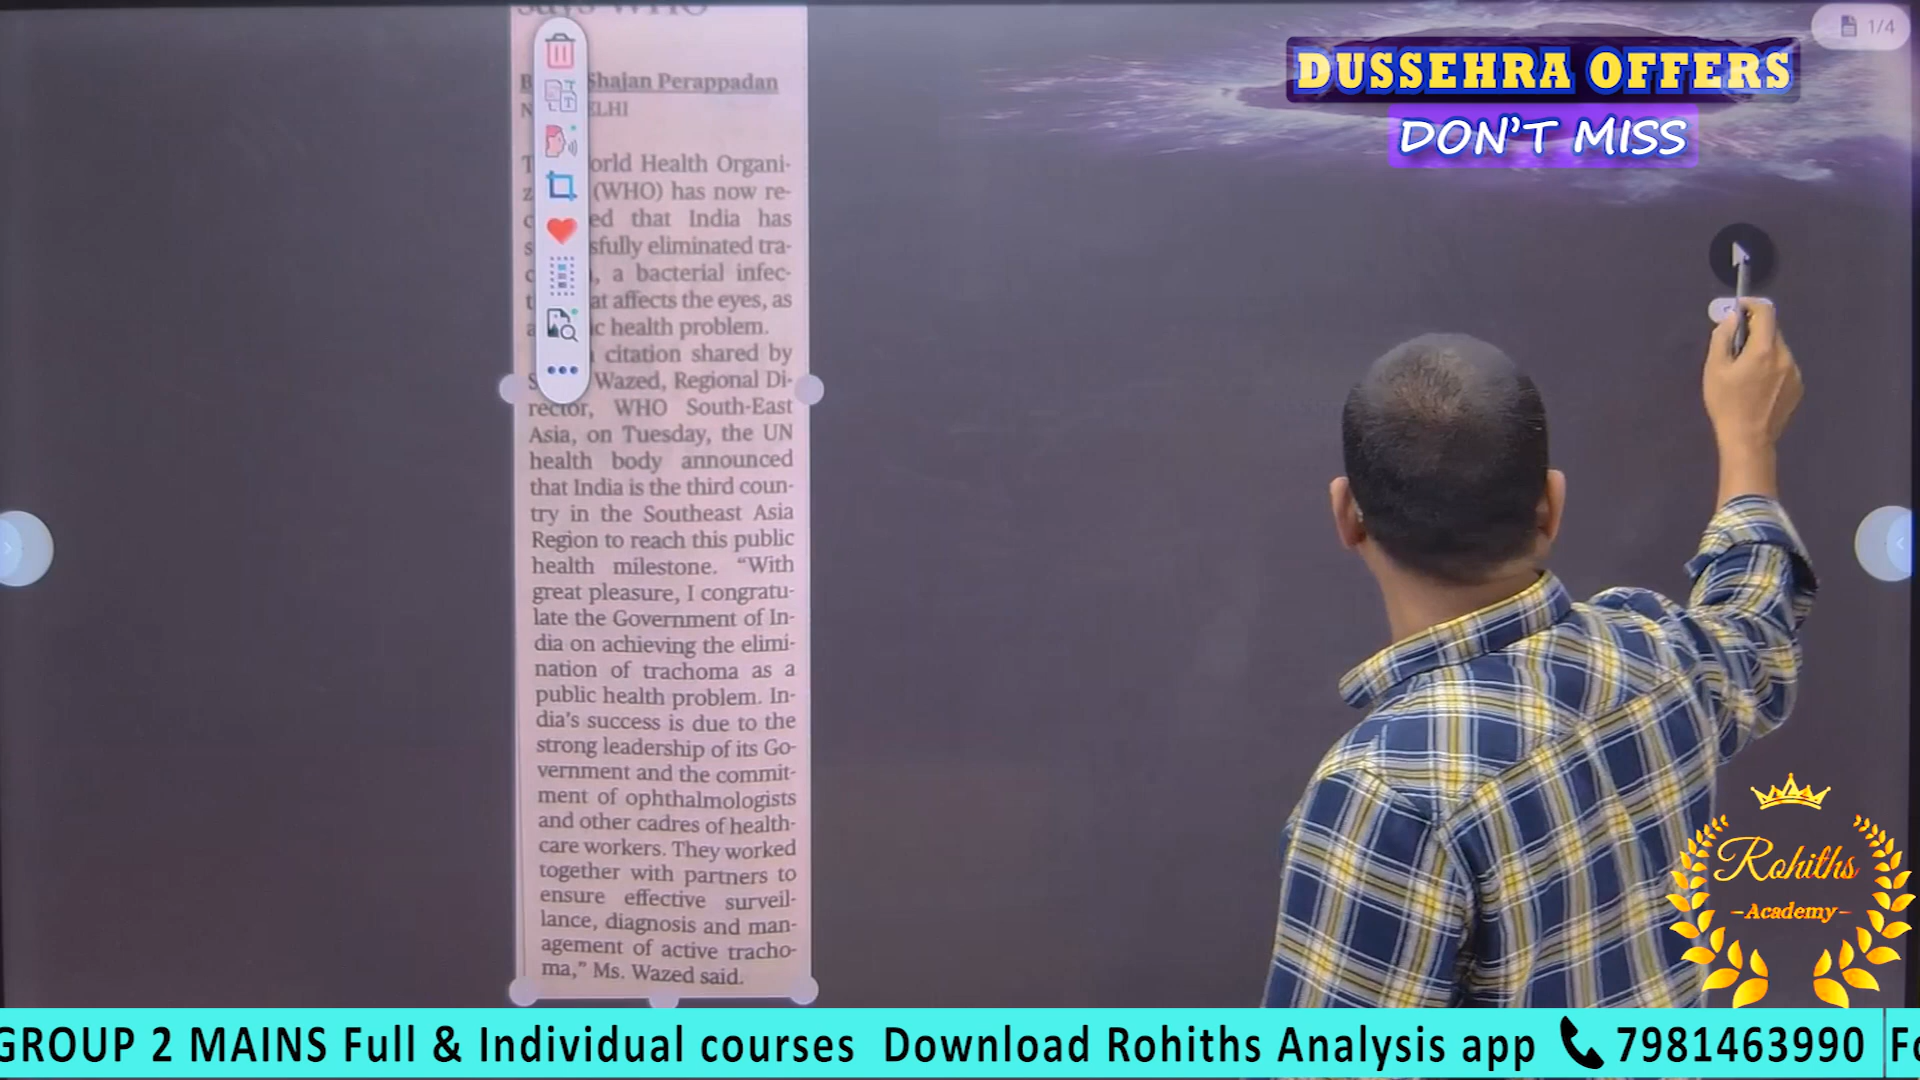 says WHO
Shajan Perappadan
ELHI
orld Health Organi-
(WHO) has now re-
ed that India has
sfully eliminated tra-
, a bacterial infec-
at affects the eyes, as
c health problem.
citation shared by
Wazed, Regional Di-
rector, WHO South-East
Asia, on Tuesday, the UN
health body announced
that India is the third coun-
try in the Southeast Asia
Region to reach this public
health milestone. “With
great pleasure, I congratu-
late the Government of In-
dia on achieving the elimi-
nation of trachoma as a
public health problem. In-
dia’s success is due to the
strong leadership of its Go-
vernment and the commit-
ment of ophthalmologists
and other cadres of health-
care workers. They worked
together with partners to
ensure effective surveil-
lance, diagnosis and man-
agement of active tracho-
ma,” Ms. Wazed said.
1/4
DUSSEHRA OFFERS
DON'T MISS
Rohiths
-Academy-
GROUP 2 MAINS Full & Individual courses Download Rohiths Analysis app 7981463990 Fo